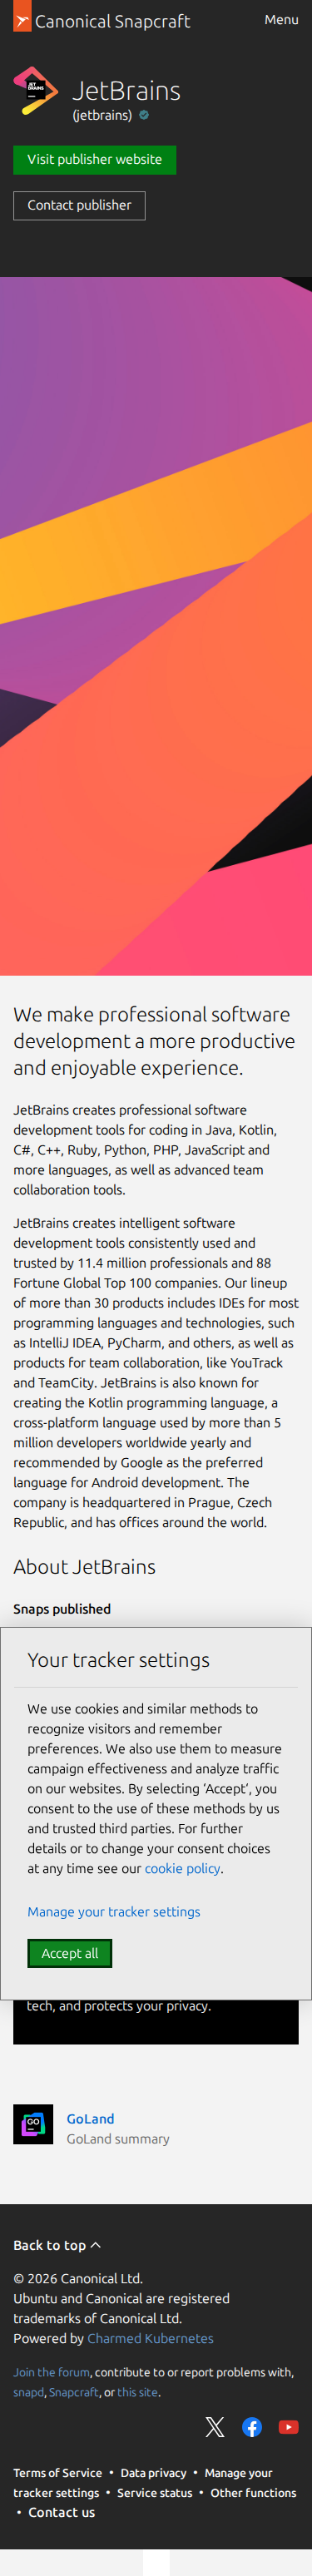 Canonical Snapcraft
Menu
JET
BRAINS
JetBrains
(jetbrains)
Visit publisher website
Contact publisher
We make professional software
development a more productive
and enjoyable experience.
JetBrains creates professional software
development tools for coding in Java, Kotlin,
C#, C++, Ruby, Python, PHP, JavaScript and
more languages, as well as advanced team
collaboration tools.
JetBrains creates intelligent software
development tools consistently used and
trusted by 11.4 million professionals and 88
Fortune Global Top 100 companies. Our lineup
of more than 30 products includes IDEs for most
programming languages and technologies, such
as IntelliJ IDEA, PyCharm, and others, as well as
products for team collaboration, like YouTrack
and TeamCity. JetBrains is also known for
creating the Kotlin programming language, a
cross-platform language used by more than 5
million developers worldwide yearly and
recommended by Google as the preferred
language for Android development. The
company is headquartered in Prague, Czech
Republic, and has offices around the world.
About JetBrains
Snaps published
Your tracker settings
We use cookies and similar methods to
recognize visitors and remember
preferences. We also use them to measure
campaign effectiveness and analyze traffic
on our websites. By selecting ‘Accept‘, you
consent to the use of these methods by us
and trusted third parties. For further
details or to change your consent choices
at any time see our cookie policy.
Manage your tracker settings
Accept all
tech, and protects your privacy.
GO
GoLand
GoLand summary
Back to top
© 2026 Canonical Ltd.
Ubuntu and Canonical are registered
trademarks of Canonical Ltd.
Powered by Charmed Kubernetes
Join the forum, contribute to or report problems with,
snapd, Snapcraft, or this site.
Terms of Service • Data privacy • Manage your
tracker settings • Service status • Other functions
• Contact us